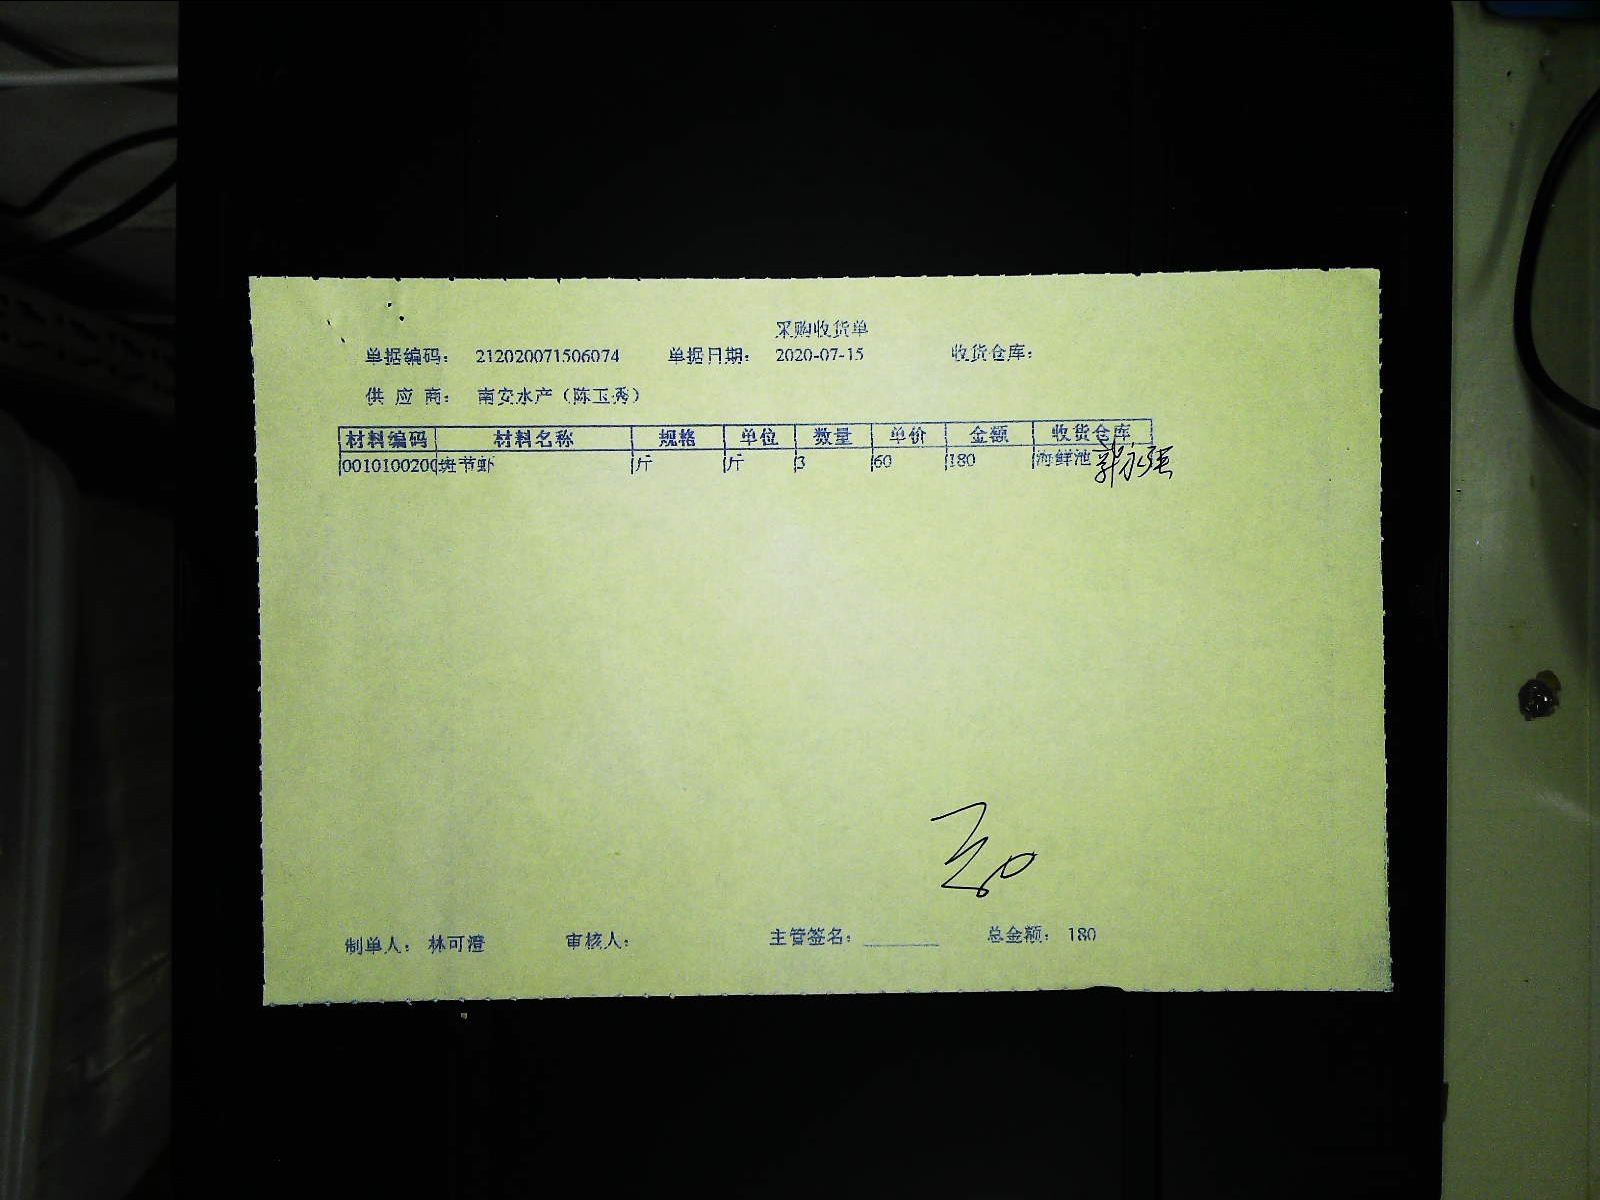 采购收货单
单据编码： 212020071506074 单据日期： 2020-07-15 收货仓库：
供 应 商： 南安水产（陈玉秀）
材料编码 材料名称 规格 单位 数量 单价 金额 收货仓库
0010100200 斑节虾 斤 斤 3 60 180 海鲜池
制单人： 林可澄 审核人： 主管签名： 总金额： 180